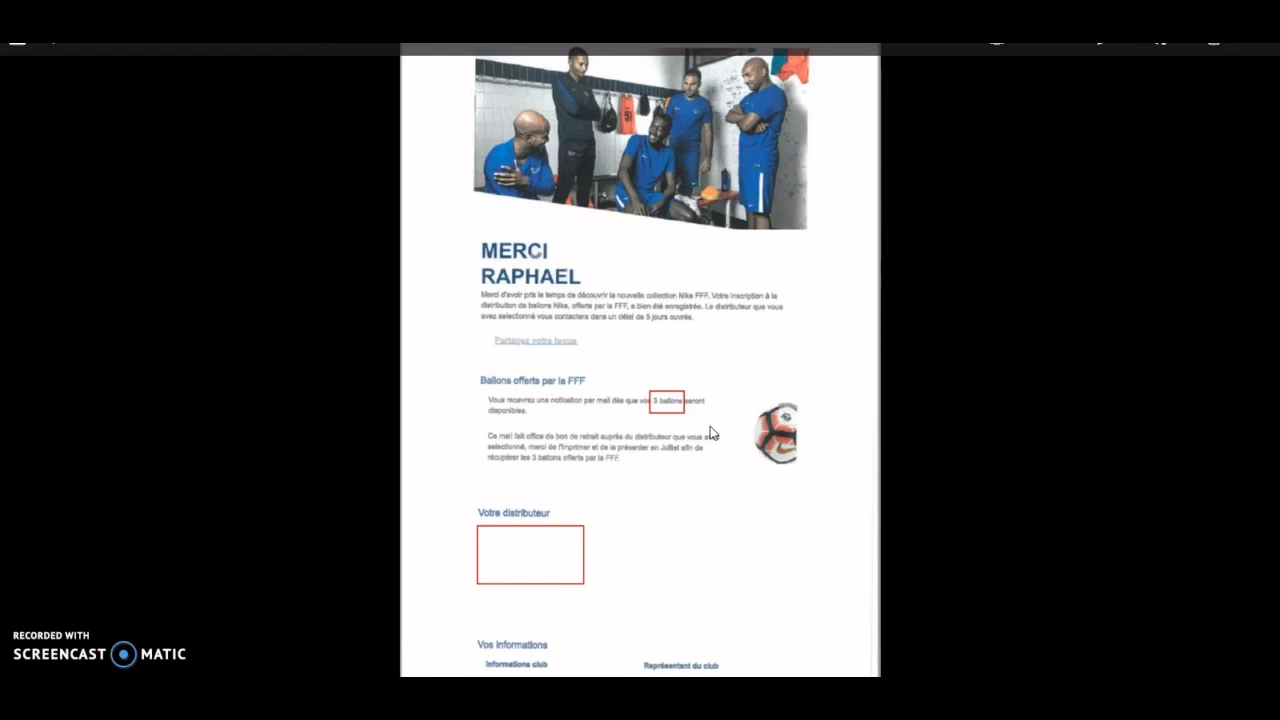 MERCI
RAPHAEL
Merci d'avoir pris le temps de découvrir la nouvelle collection Nike FFF. Votre inscription à la
distribution de ballons Nike, offerts par la FFF, a bien été enregistrée. Le distributeur que vous
avez selectionné vous contactera dans un délai de 5 jours ouvrés.
Partagez votre tenue
Ballons offerts par la FFF
Vous recevrez une notication par mail dès que vos 3 ballons seront
disponibles.
Ce mail fait office de bon de retrait auprès du distributeur que vous
selectionné, merci de l'imprimer et de la présenter en Juillet afin de
récupérer les 3 ballons offerts par la FFF.
Votre distributeur
Vos informations
Informations club
Représentant du club
RECORDED WITH
SCREENCAST MATIC